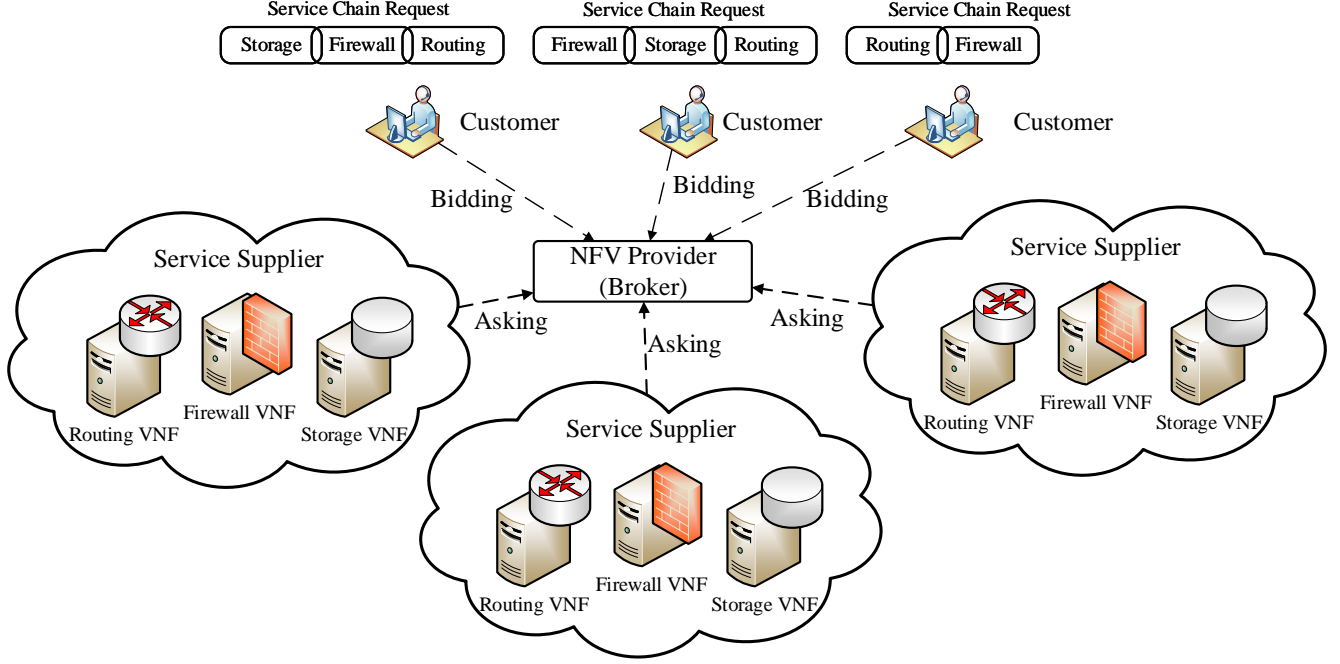 Service Chain Request
Storage Firewall Routing
Service Chain Request
Firewall Storage Routing
Service Chain Request
Routing Firewall
Customer
Customer
Customer
Bidding
Bidding
Bidding
NFV Provider
(Broker)
Asking
Asking
Asking
Service Supplier
Routing VNF
Firewall VNF
Storage VNF
Service Supplier
Routing VNF
Firewall VNF
Storage VNF
Service Supplier
Routing VNF
Firewall VNF
Storage VNF